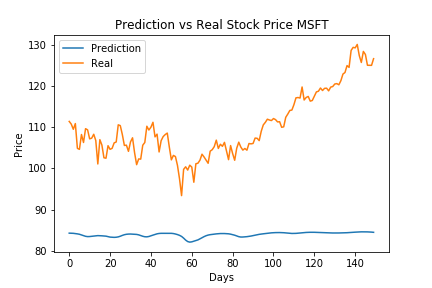 Prediction vs Real Stock Price MSFT
Prediction
Real
Price
130
120
110
100
90
80
0 20 40 60 80 100 120 140
Days